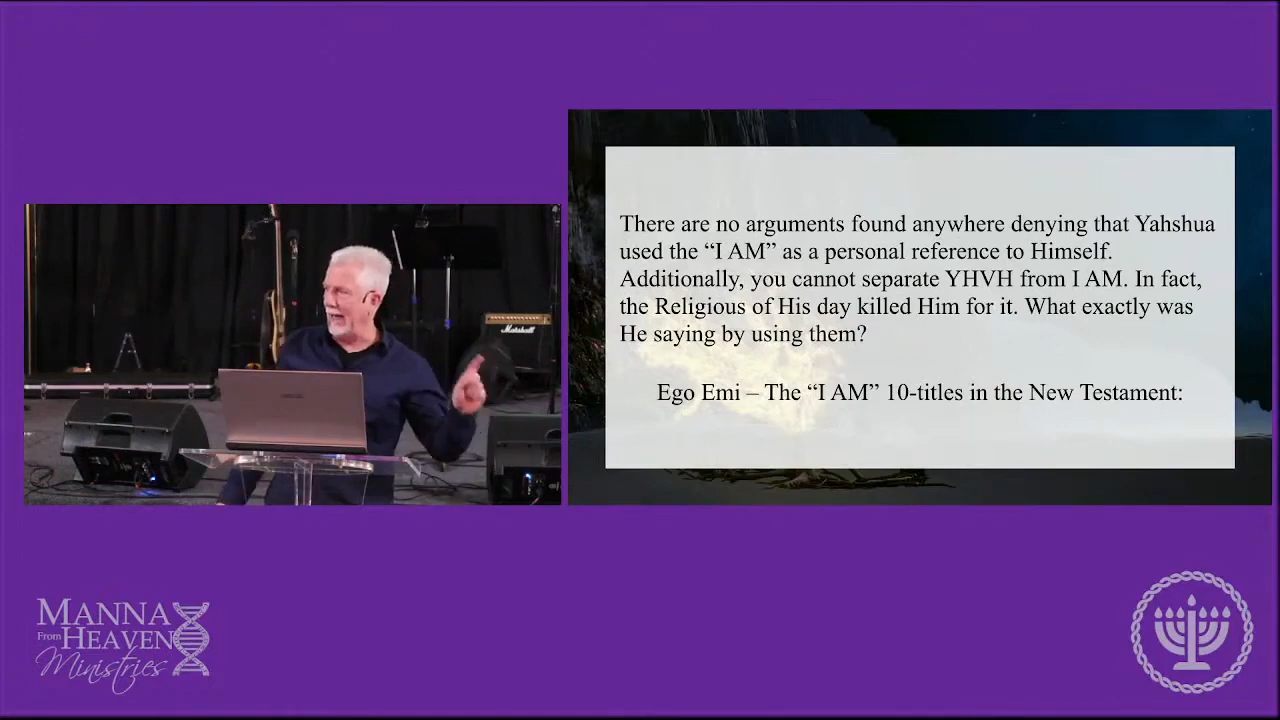 There are no arguments found anywhere denying that Yahshua
used the “I AM” as a personal reference to Himself.
Additionally, you cannot separate YHVH from I AM. In fact,
the Religious of His day killed Him for it. What exactly was
He saying by using them?
Ego Emi – The “I AM” 10-titles in the New Testament:
Marshall
MANNA
From
HEAVEN
Ministries